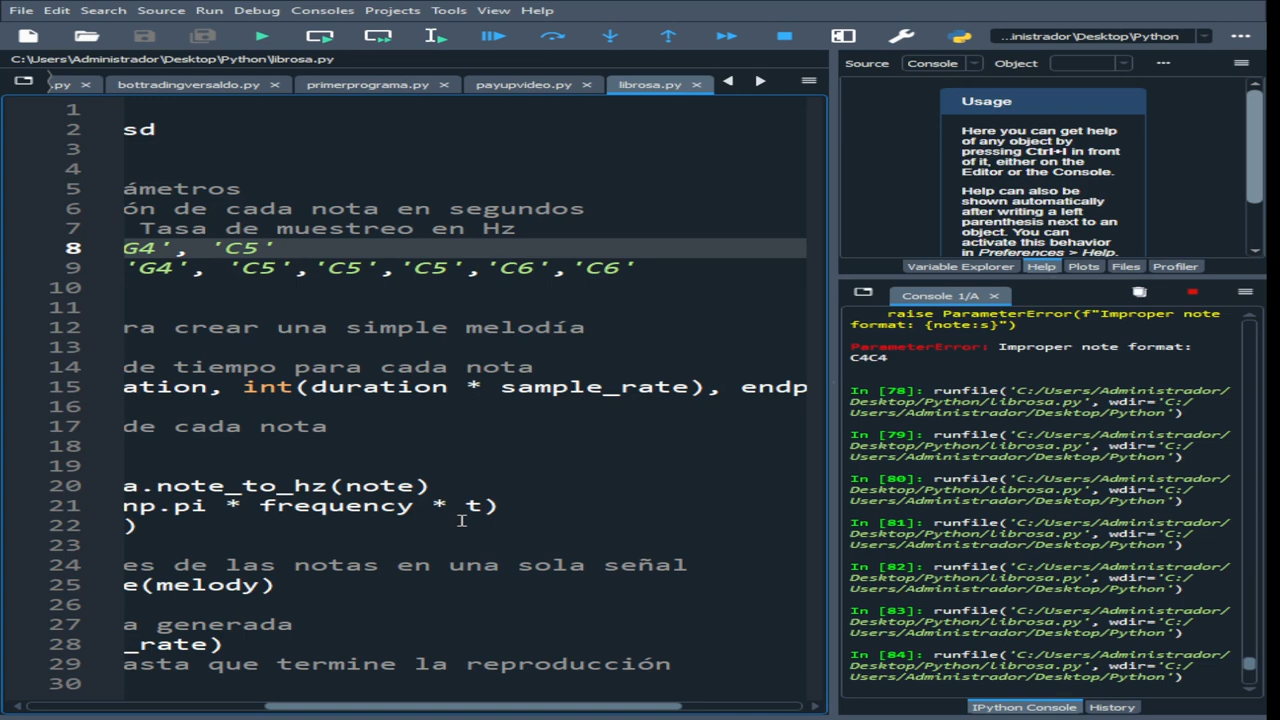 File Edit Search Source Run Debug Consoles Projects Tools View Help
...inistrador\Desktop\Python
C:\Users\Administrador\Desktop\Python\librosa.py
.py bottradingversaldo.py primerprograma.py payupvideo.py librosa.py
1
2 sd
3
4
5 ámetros
6 ón de cada nota en segundos
7 Tasa de muestreo en Hz
8 G4', 'C5'
9 'G4', 'C5','C5','C5','C6','C6'
10
11
12 ra crear una simple melodía
13
14 de tiempo para cada nota
15 ation, int(duration * sample_rate), endp
16
17 de cada nota
18
19
20 a.note_to_hz(note)
21 np.pi * frequency * t)
22 )
23
24 es de las notas en una sola señal
25 e(melody)
26
27 a generada
28 _rate)
29 asta que termine la reproducción
30
Source Console Object
Usage
Here you can get help
of any object by
pressing Ctrl+I in front
of it, either on the
Editor or the Console.
Help can also be
shown automatically
after writing a left
parenthesis next to an
object. You can
activate this behavior
in Preferences > Help.
Variable Explorer Help Plots Files Profiler
Console 1/A
raise ParameterError(f"Improper note
format: {note:s}")
ParameterError: Improper note format:
C4C4
In [78]: runfile('C:/Users/Administrador/
Desktop/Python/librosa.py', wdir='C:/
Users/Administrador/Desktop/Python')
In [79]: runfile('C:/Users/Administrador/
Desktop/Python/librosa.py', wdir='C:/
Users/Administrador/Desktop/Python')
In [80]: runfile('C:/Users/Administrador/
Desktop/Python/librosa.py', wdir='C:/
Users/Administrador/Desktop/Python')
In [81]: runfile('C:/Users/Administrador/
Desktop/Python/librosa.py', wdir='C:/
Users/Administrador/Desktop/Python')
In [82]: runfile('C:/Users/Administrador/
Desktop/Python/librosa.py', wdir='C:/
Users/Administrador/Desktop/Python')
In [83]: runfile('C:/Users/Administrador/
Desktop/Python/librosa.py', wdir='C:/
Users/Administrador/Desktop/Python')
In [84]: runfile('C:/Users/Administrador/
Desktop/Python/librosa.py', wdir='C:/
Users/Administrador/Desktop/Python')
IPython Console History